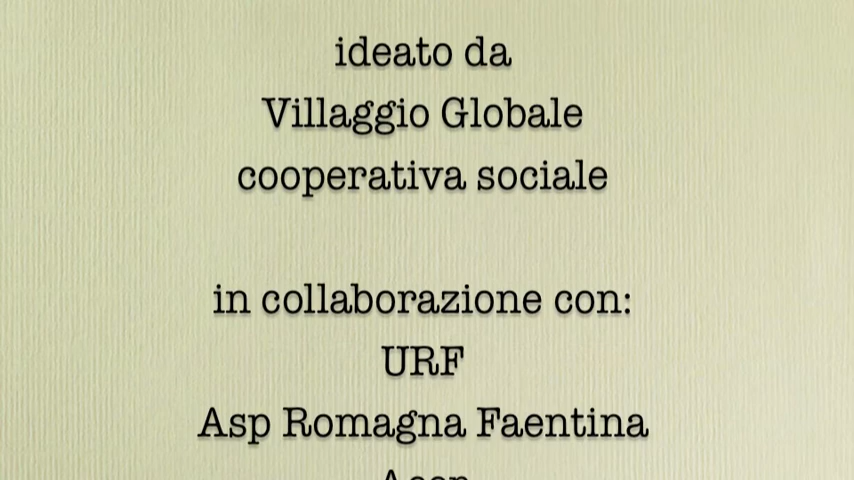 ideato da
Villaggio Globale
cooperativa sociale
in collaborazione con:
URF
Asp Romagna Faentina